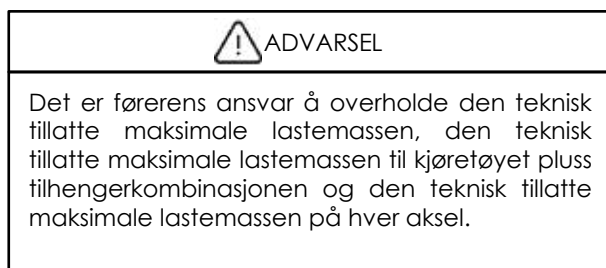 ADVARSEL
Det er førerens ansvar å overholde den teknisk
tillatte maksimale lastemassen, den teknisk
tillatte maksimale lastemassen til kjøretøyet pluss
tilhengerkombinasjonen og den teknisk tillatte
maksimale lastemassen på hver aksel.